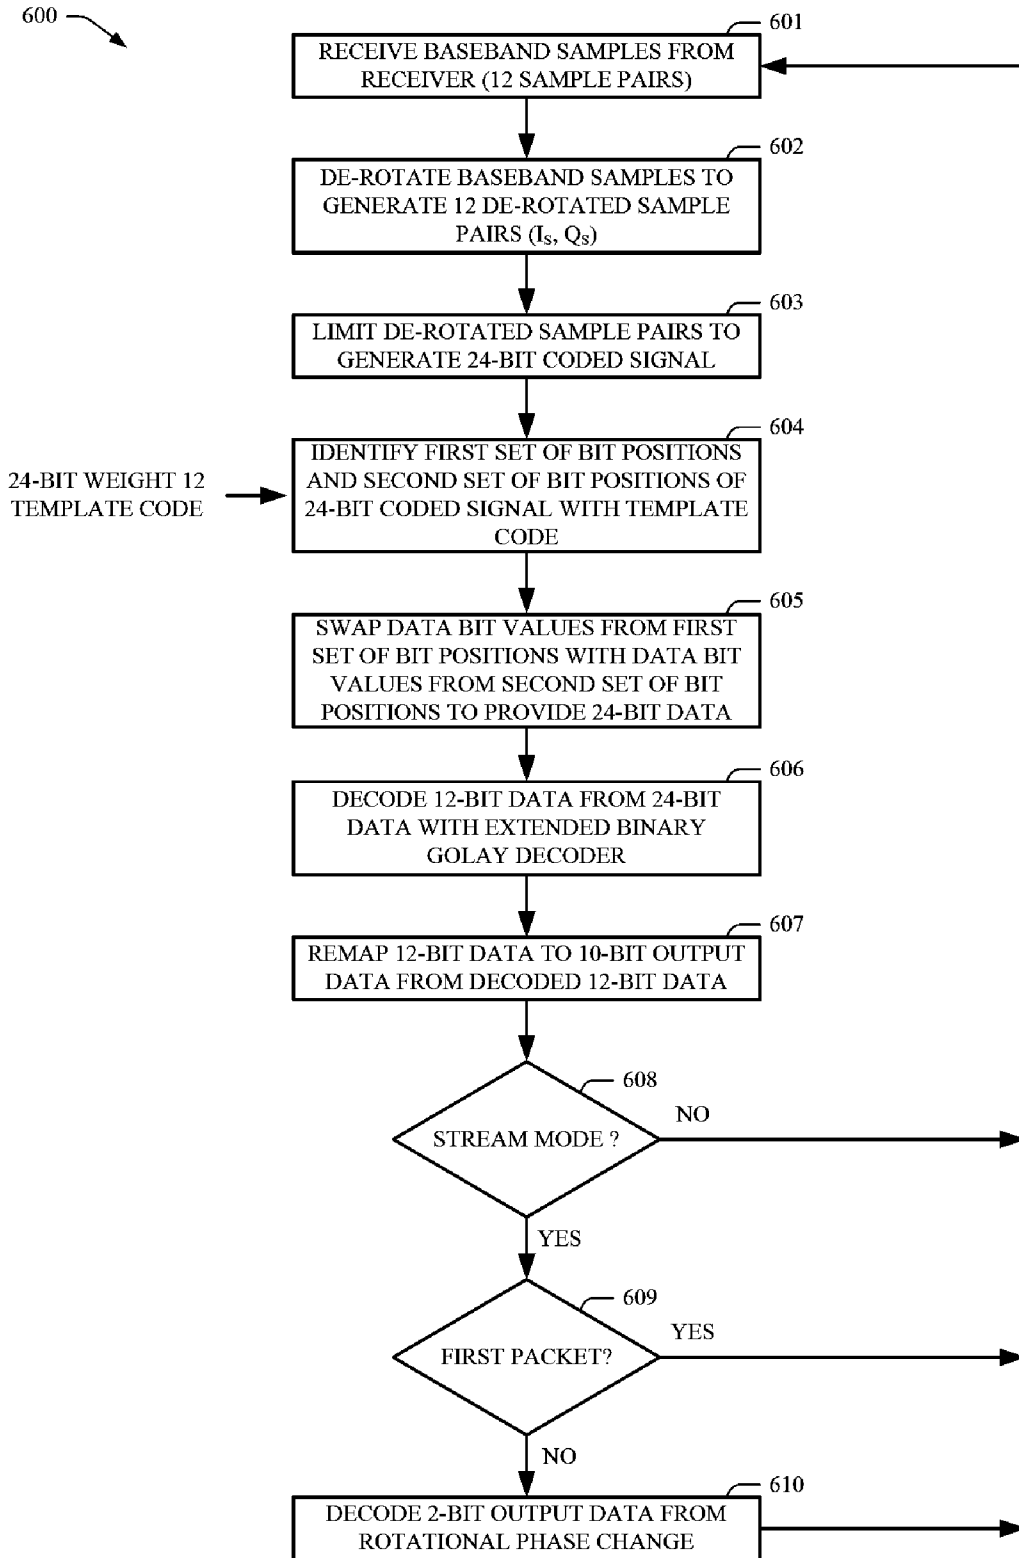 600
601
RECEIVE BASEBAND SAMPLES FROM
RECEIVER (12 SAMPLE PAIRS)
602
DE-ROTATE BASEBAND SAMPLES TO
GENERATE 12 DE-ROTATED SAMPLE
PAIRS (IS, QS)
603
LIMIT DE-ROTATED SAMPLE PAIRS TO
GENERATE 24-BIT CODED SIGNAL
604
24-BIT WEIGHT 12
TEMPLATE CODE
IDENTIFY FIRST SET OF BIT POSITIONS
AND SECOND SET OF BIT POSITIONS OF
24-BIT CODED SIGNAL WITH TEMPLATE
CODE
605
SWAP DATA BIT VALUES FROM FIRST
SET OF BIT POSITIONS WITH DATA BIT
VALUES FROM SECOND SET OF BIT
POSITIONS TO PROVIDE 24-BIT DATA
606
DECODE 12-BIT DATA FROM 24-BIT
DATA WITH EXTENDED BINARY
GOLAY DECODER
607
REMAP 12-BIT DATA TO 10-BIT OUTPUT
DATA FROM DECODED 12-BIT DATA
608
STREAM MODE ?
NO
YES
609
FIRST PACKET?
YES
NO
610
DECODE 2-BIT OUTPUT DATA FROM
ROTATIONAL PHASE CHANGE